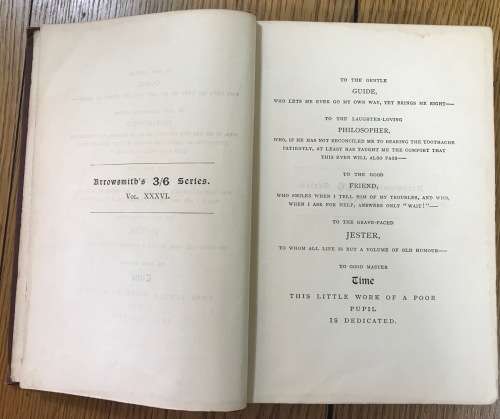 Arrowsmith's 3/6 Series.
Vol. XXXVI.
TO THE GENTLE
GUIDE,
WHO LETS ME EVER GO MY OWN WAY, YET BRINGS ME RIGHT—
TO THE LAUGHTER-LOVING
PHILOSOPHER,
WHO, IF HE HAS NOT RECONCILED ME TO BEARING THE TOOTHACHE
PATIENTLY, AT LEAST HAS TAUGHT ME THE COMFORT THAT
THIS EVEN WILL ALSO PASS—
TO THE GOOD
FRIEND,
WHO SMILES WHEN I TELL HIM OF MY TROUBLES, AND WHO,
WHEN I ASK FOR HELP, ANSWERS ONLY "WAIT!"—
TO THE GRAVE-FACED
JESTER,
TO WHOM ALL LIFE IS BUT A VOLUME OF OLD HUMOUR—
TO GOOD MASTER
Time
THIS LITTLE WORK OF A POOR
PUPIL
IS DEDICATED.